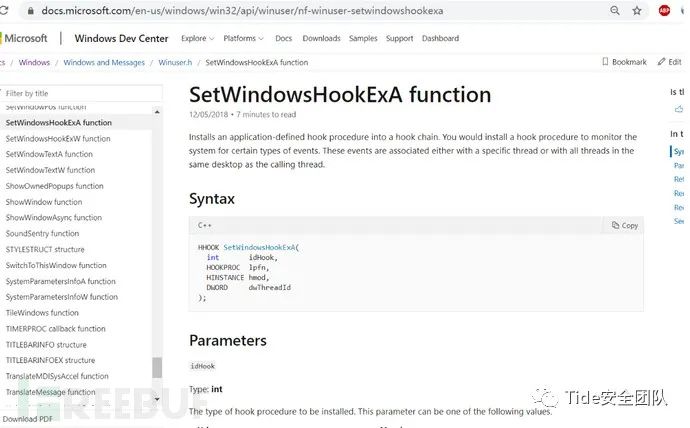 docs.microsoft.com/en-us/windows/win32/api/winuser/nf-winuser-setwindowshookexa
ABP
Microsoft
Windows Dev Center
Explore
Platforms
Docs
Downloads
Samples
Support
Dashboard
Windows / Windows and Messages / Winuser.h / SetWindowsHookExA function
Bookmark
Edit
Filter by title
SetWindowPos function
SetWindowsHookExA function
SetWindowsHookExW function
SetWindowTextA function
SetWindowTextW function
ShowOwnedPopups function
ShowWindow function
ShowWindowAsync function
SoundSentry function
STYLESTRUCT structure
SwitchToThisWindow function
SystemParametersInfoA function
SystemParametersInfoW function
TileWindows function
TIMERPROC callback function
TITLEBARINFO structure
TITLEBARINFOEX structure
TranslateMDISysAccel function
TranslateMessage function
Download PDF
SetWindowsHookExA function
12/05/2018 • 7 minutes to read
Installs an application-defined hook procedure into a hook chain. You would install a hook procedure to monitor the
system for certain types of events. These events are associated either with a specific thread or with all threads in the
same desktop as the calling thread.
Syntax
C++
Copy
HHOOK SetWindowsHookExA(
  int       idHook,
  HOOKPROC  lpfn,
  HINSTANCE hmod,
  DWORD     dwThreadId
);
Parameters
idHook
Type: int
The type of hook procedure to be installed. This parameter can be one of the following values.
Is th
In t
Syn
Par
Ret
Rec
See
FREEBUF
Tide安全团队